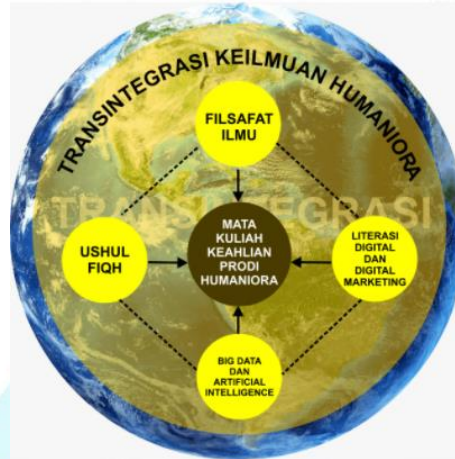 TRANSINTEGRASI KEILMUAN HUMANIORA
FILSAFAT
ILMU
TRANSINTEGRASI
USHUL
FIQH
MATA
KULIAH
KEAHLIAN
PRODI
HUMANIORA
LITERASI
DIGITAL
DAN
DIGITAL
MARKETING
BIG DATA
DAN
ARTIFICIAL
INTELLIGENCE